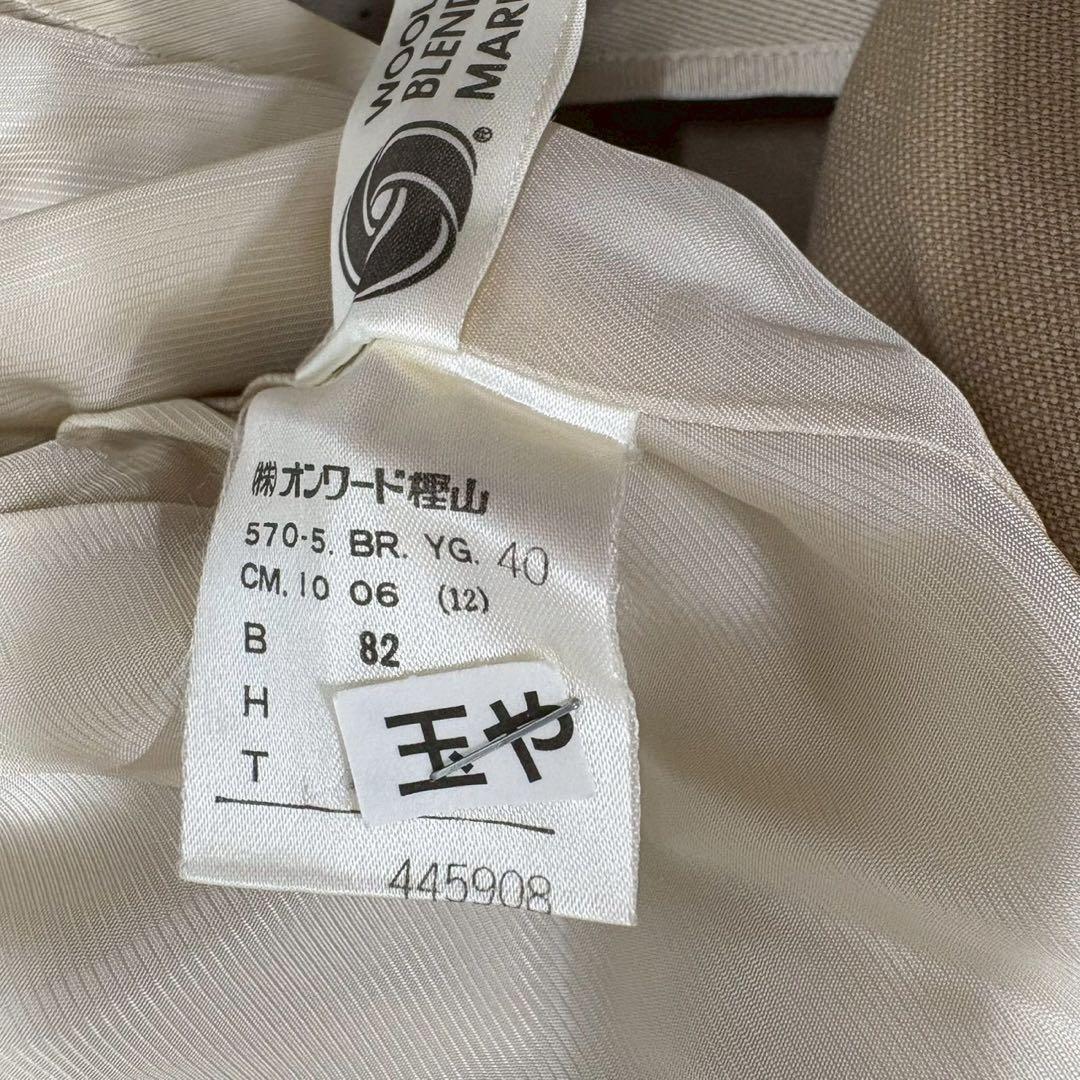 WOOL
BLEND
MARK
®
㈱オンワード樫山
570-5. BR. YG. 40
CM. 10 06 (12)
B 82
H
T
玉や
445908